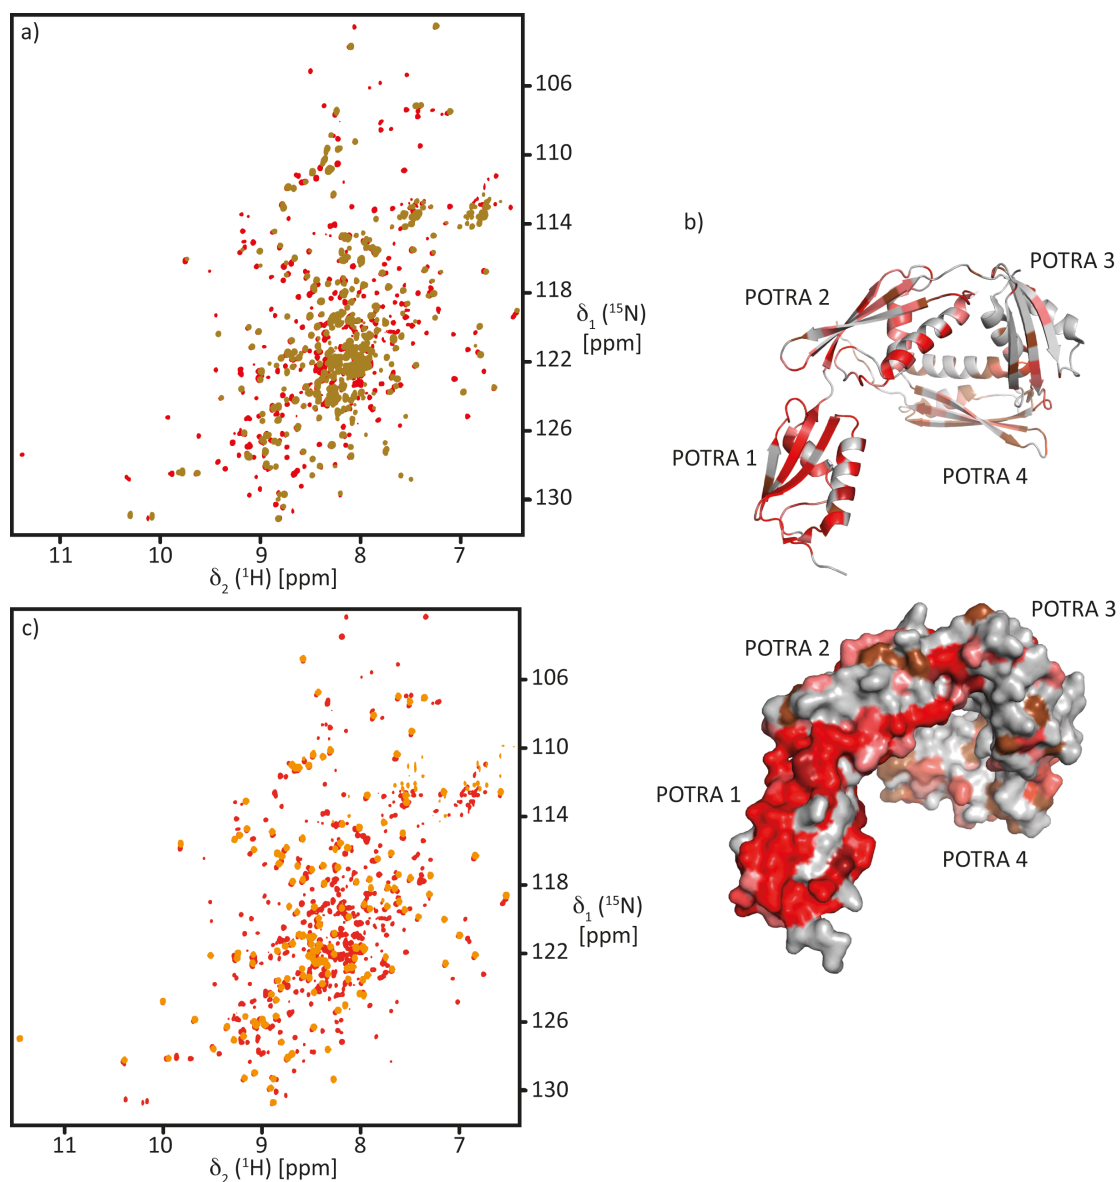 a)
106
110
114
118
122
126
130
δ1 (15N)
[ppm]
11
10
9
8
7
δ2 (1H) [ppm]
b)
POTRA 3
POTRA 2
POTRA 1
POTRA 4
c)
106
110
114
118
122
126
130
δ1 (15N)
[ppm]
11
10
9
8
7
δ2 (1H) [ppm]
POTRA 3
POTRA 2
POTRA 1
POTRA 4